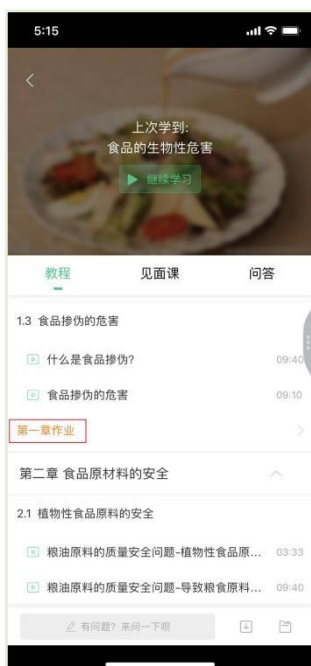 5:15
上次学到:
食品的生物性危害
继续学习
教程 见面课 问答
1.3 食品掺伪的危害
什么是食品掺伪? 09:40
食品掺伪的危害 09:10
第一章作业
第二章 食品原材料的安全
2.1 植物性食品原料的安全
粮油原料的质量安全问题-植物性食品原... 03:33
粮油原料的质量安全问题-导致粮食原料... 09:40
有问题? 来问一下呗